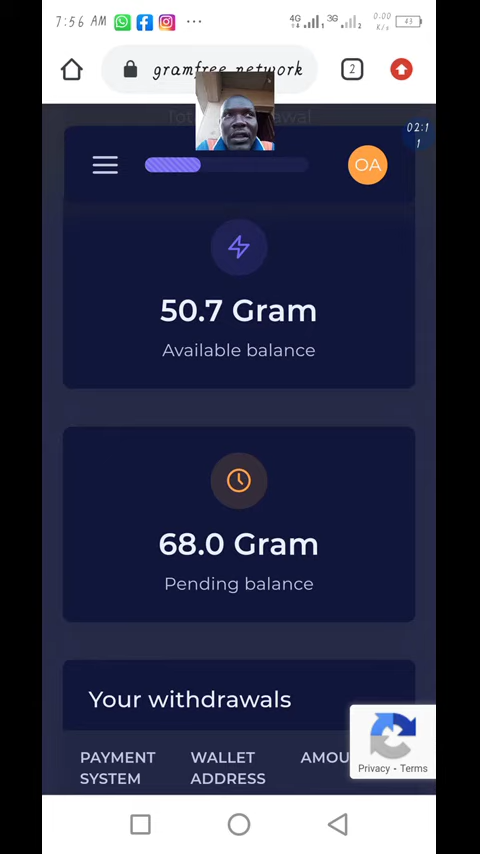 7:56 AM
4G
3G
0.00
K/s
43
gramfree.network
2
02:1
1
OA
50.7 Gram
Available balance
68.0 Gram
Pending balance
Your withdrawals
PAYMENT
SYSTEM
WALLET
ADDRESS
AMOU
Privacy - Terms